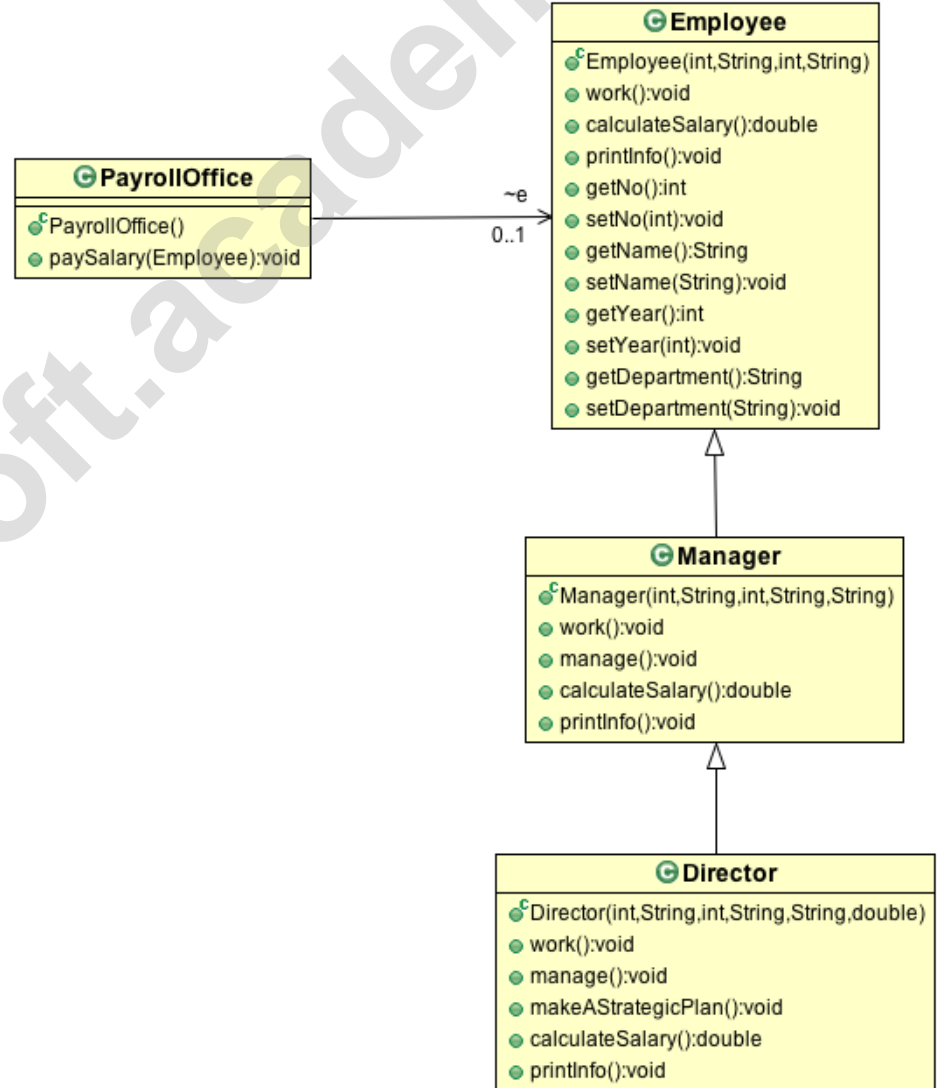 Employee
Employee(int,String,int,String)
work():void
calculateSalary():double
printInfo():void
getNo():int
setNo(int):void
getName():String
setName(String):void
getYear():int
setYear(int):void
getDepartment():String
setDepartment(String):void
PayrollOffice
PayrollOffice()
paySalary(Employee):void
~e
0..1
Manager
Manager(int,String,int,String,String)
work():void
manage():void
calculateSalary():double
printInfo():void
Director
Director(int,String,int,String,String,double)
work():void
manage():void
makeAStrategicPlan():void
calculateSalary():double
printInfo():void
oft.academ